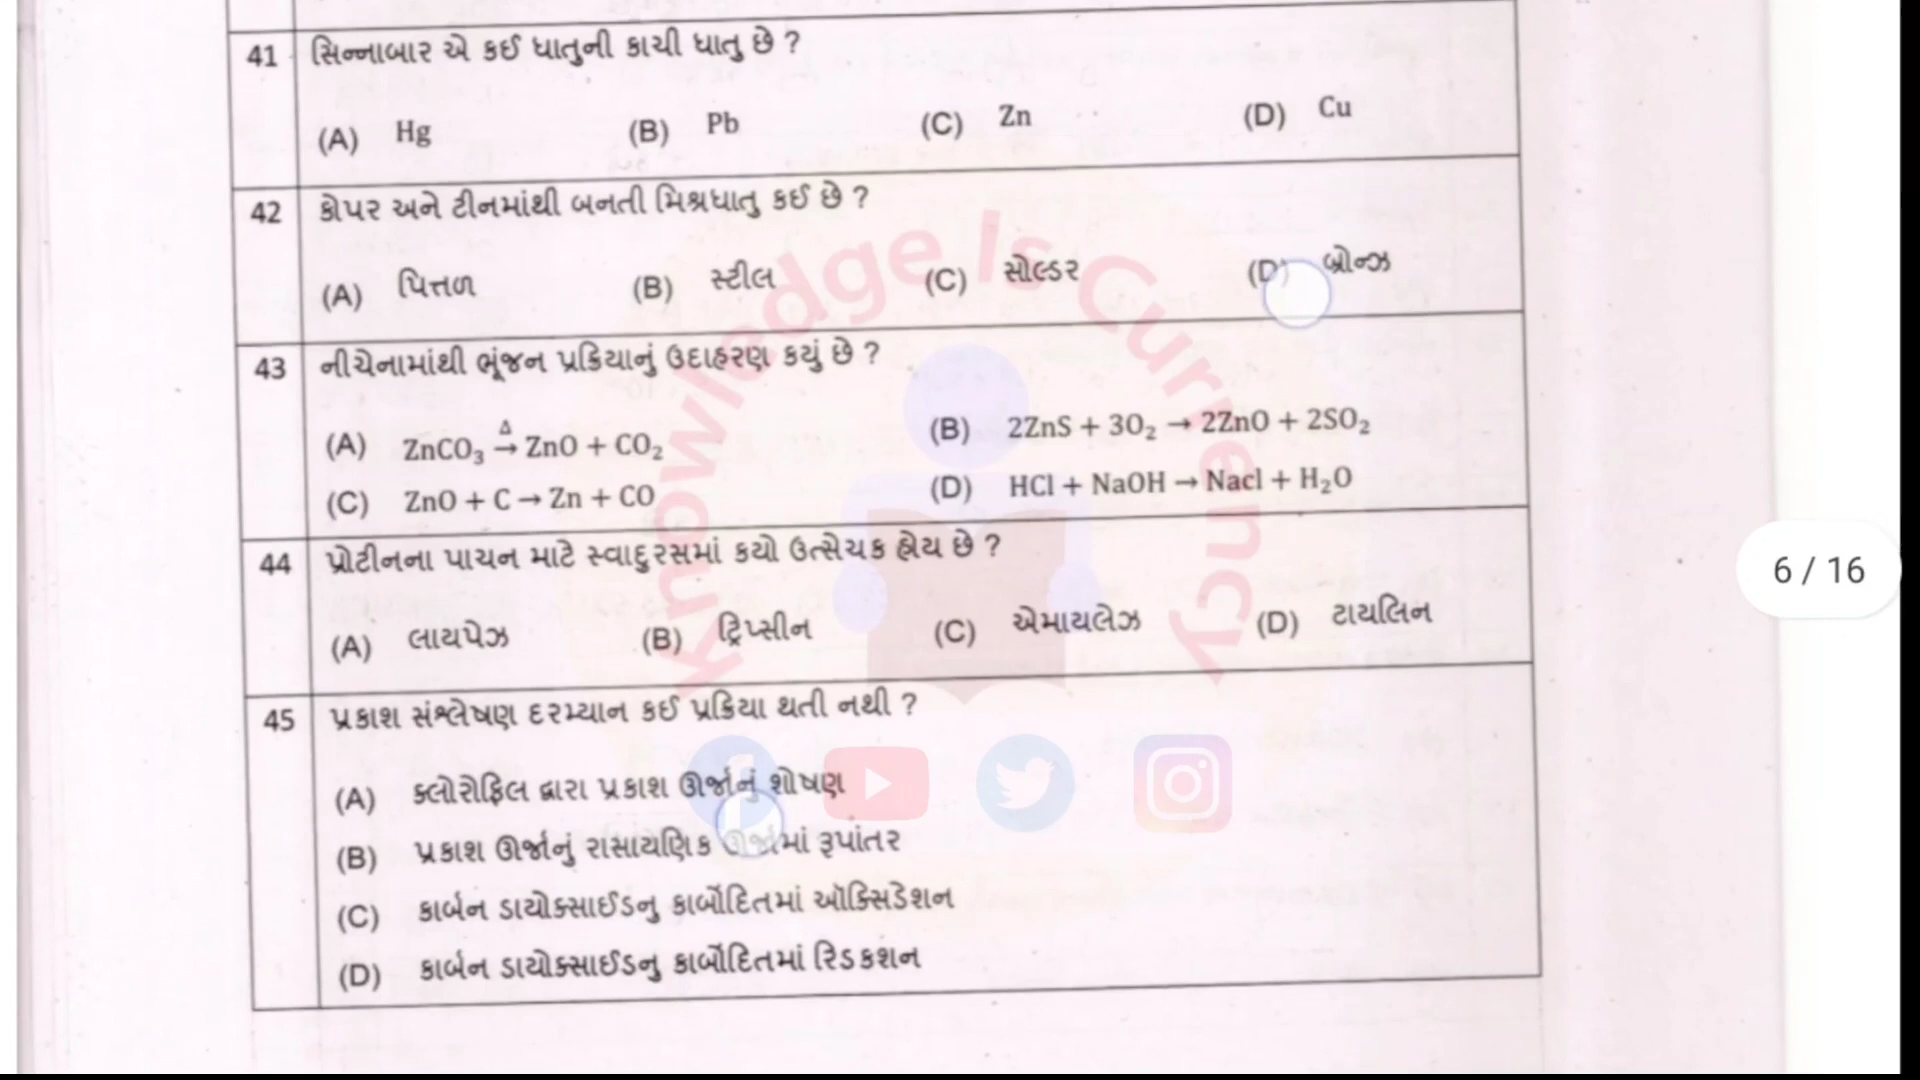 41 સિન્નાબાર એ કઈ ધાતુની કાચી ધાતુ છે ?
(A) Hg (B) Pb (C) Zn (D) Cu
42 કોપર અને ટીનમાંથી બનતી મિશ્રધાતુ કઈ છે ?
(A) પિત્તળ (B) સ્ટીલ (C) સોલ્ડર (D) બ્રોન્ઝ
43 નીચેનામાંથી ભૂંજન પ્રક્રિયાનું ઉદાહરણ કયું છે ?
(A) ZnCO₃ →Δ ZnO + CO₂ (B) 2ZnS + 3O₂ → 2ZnO + 2SO₂
(C) ZnO + C → Zn + CO (D) HCl + NaOH → Nacl + H₂O
44 પ્રોટીનના પાચન માટે સ્વાદુરસમાં કયો ઉત્સેચક હોય છે ?
(A) લાયપેઝ (B) ટ્રિપ્સીન (C) એમાયલેઝ (D) ટાયલિન
45 પ્રકાશ સંશ્લેષણ દરમ્યાન કઈ પ્રક્રિયા થતી નથી ?
(A) ક્લોરોફિલ દ્વારા પ્રકાશ ઊર્જાનું શોષણ
(B) પ્રકાશ ઊર્જાનું રાસાયણિક ઊર્જામાં રૂપાંતર
(C) કાર્બન ડાયોક્સાઈડનુ કાર્બોદિતમાં ઑક્સિડેશન
(D) કાર્બન ડાયોક્સાઈડનુ કાર્બોદિતમાં રિડકશન
Knowledge Is Currency
6 / 16